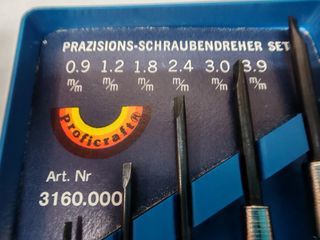 PRAZISIONS-SCHRAUBENDREHER SET
0.9 1.2 1.8 2.4 3.0 3.9
m/m m/m m/m m/m m/m m/m
proficraft®
Art. Nr
3160.000